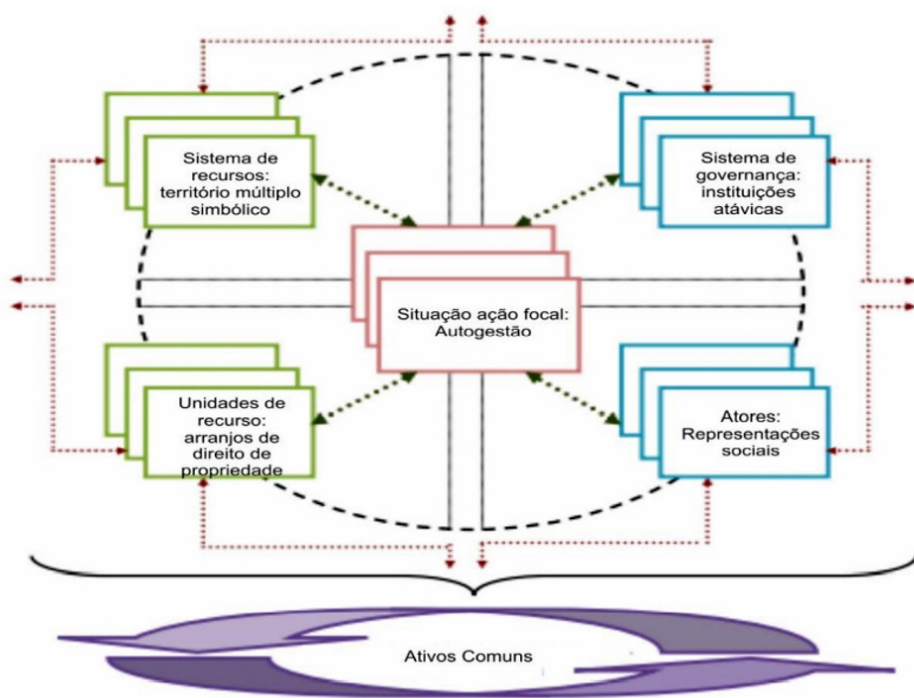 Sistema de
recursos:
território múltiplo
simbólico
Sistema de
governança:
instituições
atávicas
Situação ação focal:
Autogestão
Unidades de
recurso:
arranjos de
direito de
propriedade
Atores:
Representações
sociais
Ativos Comuns